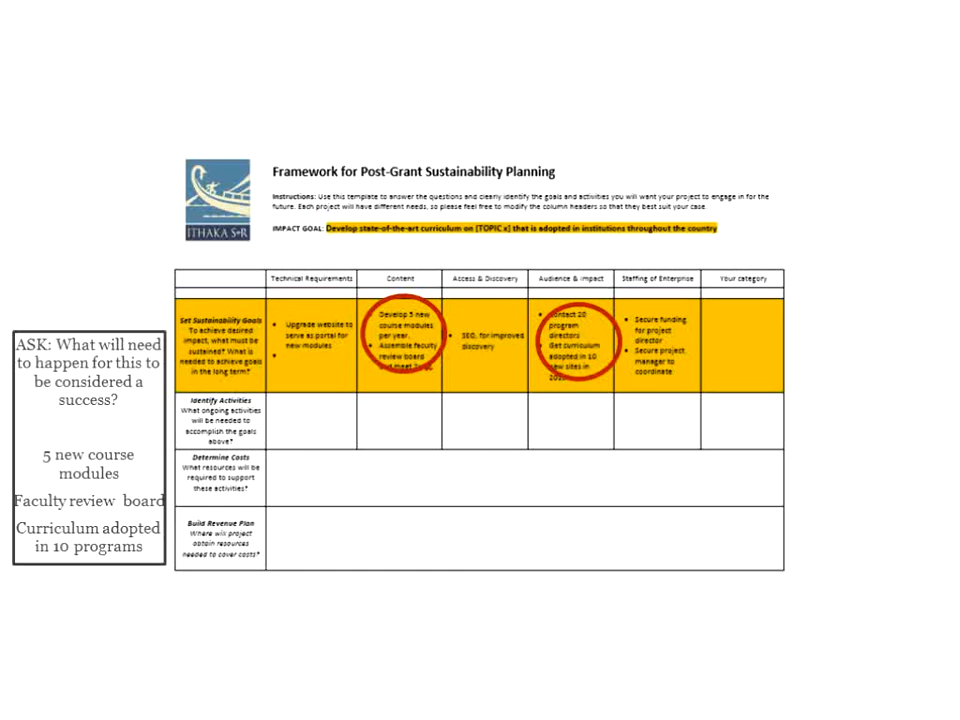 Framework for Post-Grant Sustainability Planning
Instructions: Use this template to answer the questions and clearly identify the goals and activities you will want your project to engage in for the
future. Each project will have different needs, so please feel free to modify the column headers so that they best suit your case.
ITHAKA S+R
IMPACT GOAL: Develop state-of-the-art curriculum on [TOPIC x] that is adopted in institutions throughout the country
Technical Requirements
Content
Access & Discovery
Audience & Impact
Staffing of Enterprise
Your category
Set Sustainability Goals
To achieve desired
impact, what must be
sustained? What is
needed to achieve goals
in the long term?
• Upgrade website to
serve as portal for
new modules
•
Develop 5 new
course modules
per year.
• Assemble faculty
review board
and meet
• SEO, for improved
discovery
• Contact 20
program
directors
• Get curriculum
adopted in 10
new sites in
• Secure funding
for project
director
• Secure project
manager to
coordinate
ASK: What will need
to happen for this to
be considered a
success?
5 new course
modules
Faculty review board
Curriculum adopted
in 10 programs
Identify Activities
What ongoing activities
will be needed to
accomplish the goals
above?
Determine Costs
What resources will be
required to support
these activities?
Build Revenue Plan
Where will project
obtain resources
needed to cover costs?